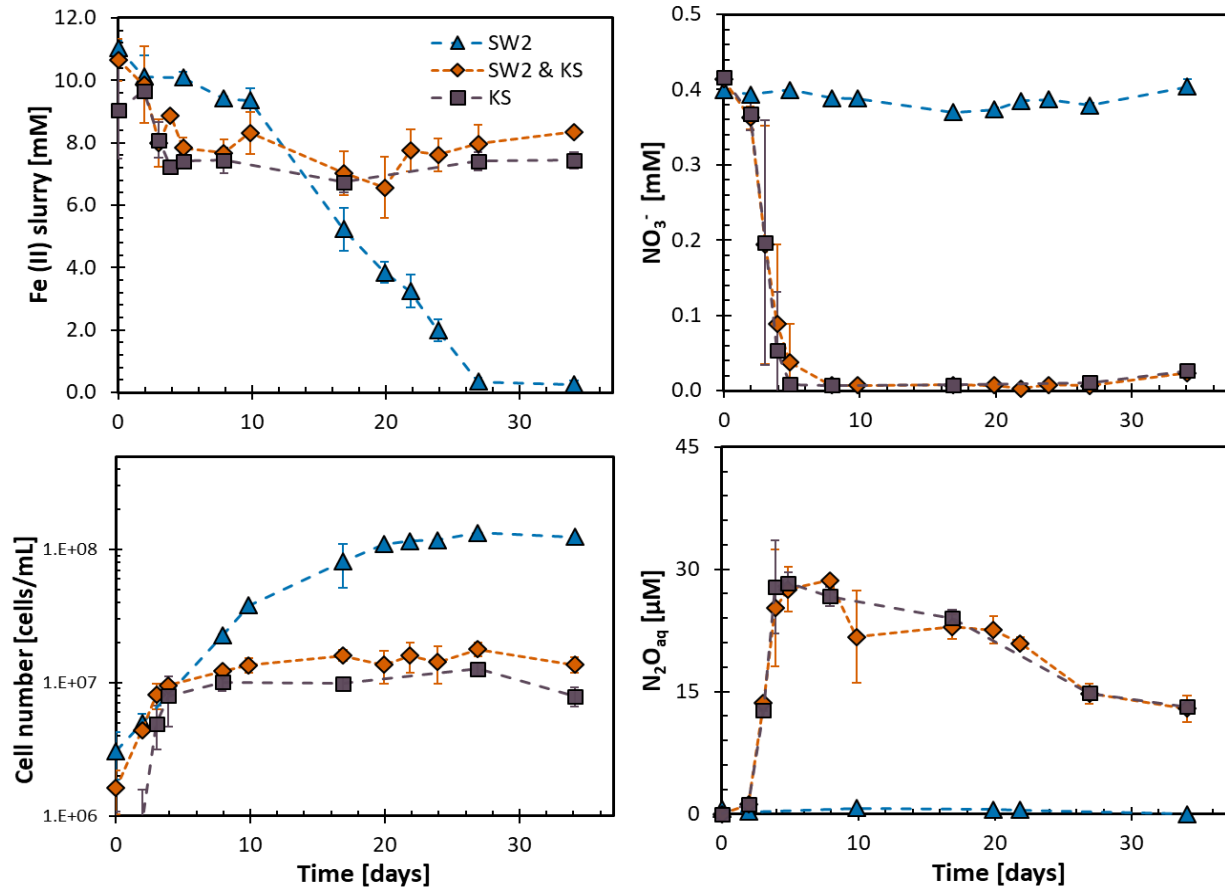 12.0
10.0
8.0
6.0
4.0
2.0
0.0
Fe (II) slurry [mM]
0 10 20 30
SW2
SW2 & KS
KS
0.5
0.4
0.3
0.2
0.1
0.0
NO₃⁻ [mM]
0 10 20 30
1.E+08
1.E+07
1.E+06
Cell number [cells/mL]
0 10 20 30
Time [days]
45
30
15
0
N₂Oaq [µM]
0 10 20 30
Time [days]